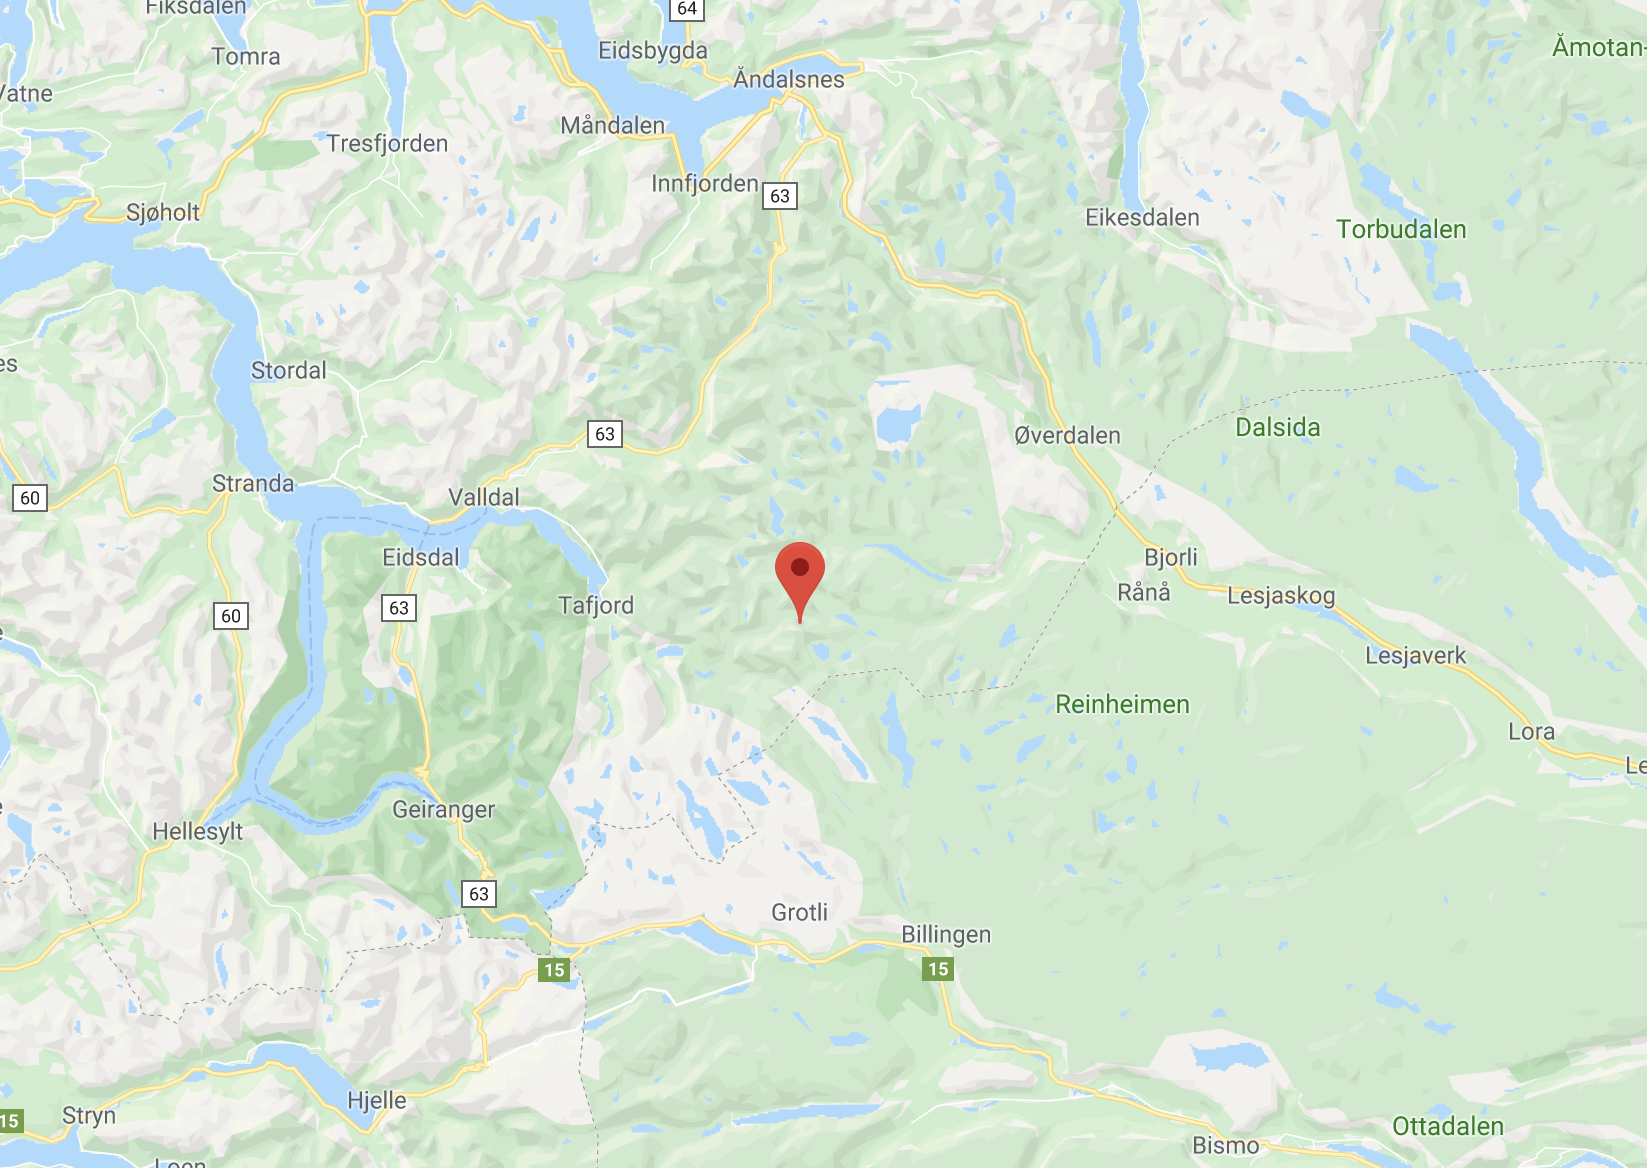 Fiksdalen
64
Tomra
Eidsbygda
Åmotan-
Vatne
Åndalsnes
Måndalen
Tresfjorden
Innfjorden
63
Sjøholt
Eikesdalen
Torbudalen
es
Stordal
63
Øverdalen
Dalsida
60
Stranda
Valldal
Eidsdal
Bjorli
Rånå
Lesjaskog
63
Tafjord
60
Lesjaverk
Reinheimen
Lora
Le
Geiranger
Hellesylt
63
Grotli
Billingen
15
15
Hjelle
Stryn
15
Ottadalen
Bismo
Loen